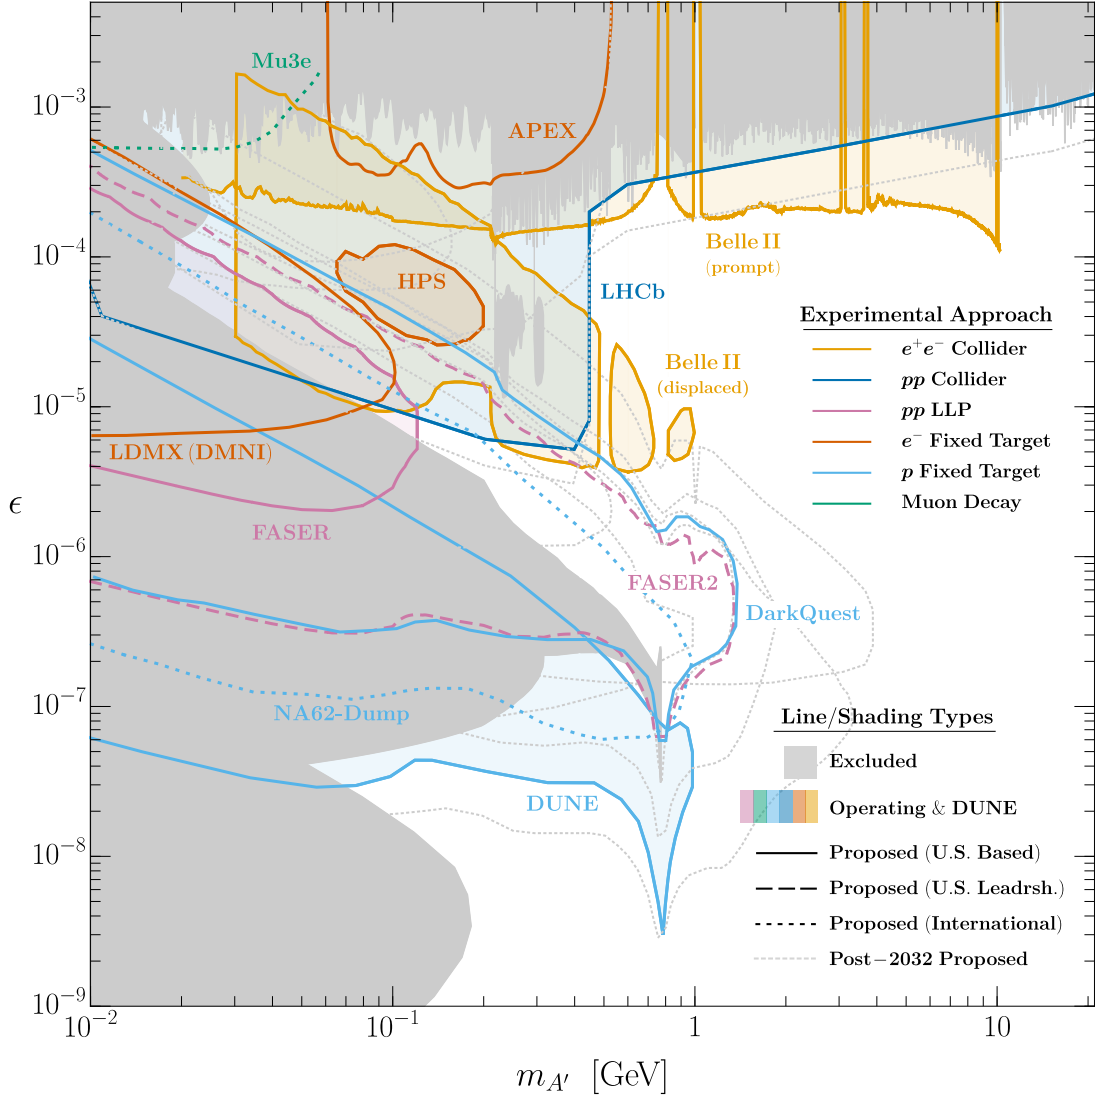 Mu3e
APEX
10⁻³
10⁻⁴
10⁻⁵
10⁻⁶
10⁻⁷
10⁻⁸
10⁻⁹
ϵ
HPS
LHCb
Belle II
(prompt)
Belle II
(displaced)
Experimental Approach
e⁺e⁻ Collider
pp Collider
pp LLP
e⁻ Fixed Target
p Fixed Target
Muon Decay
LDMX (DMNI)
FASER
FASER2
DarkQuest
NA62-Dump
DUNE
Line/Shading Types
Excluded
Operating & DUNE
Proposed (U.S. Based)
Proposed (U.S. Leadrsh.)
Proposed (International)
Post−2032 Proposed
10⁻² 10⁻¹ 1 10
m_A′ [GeV]